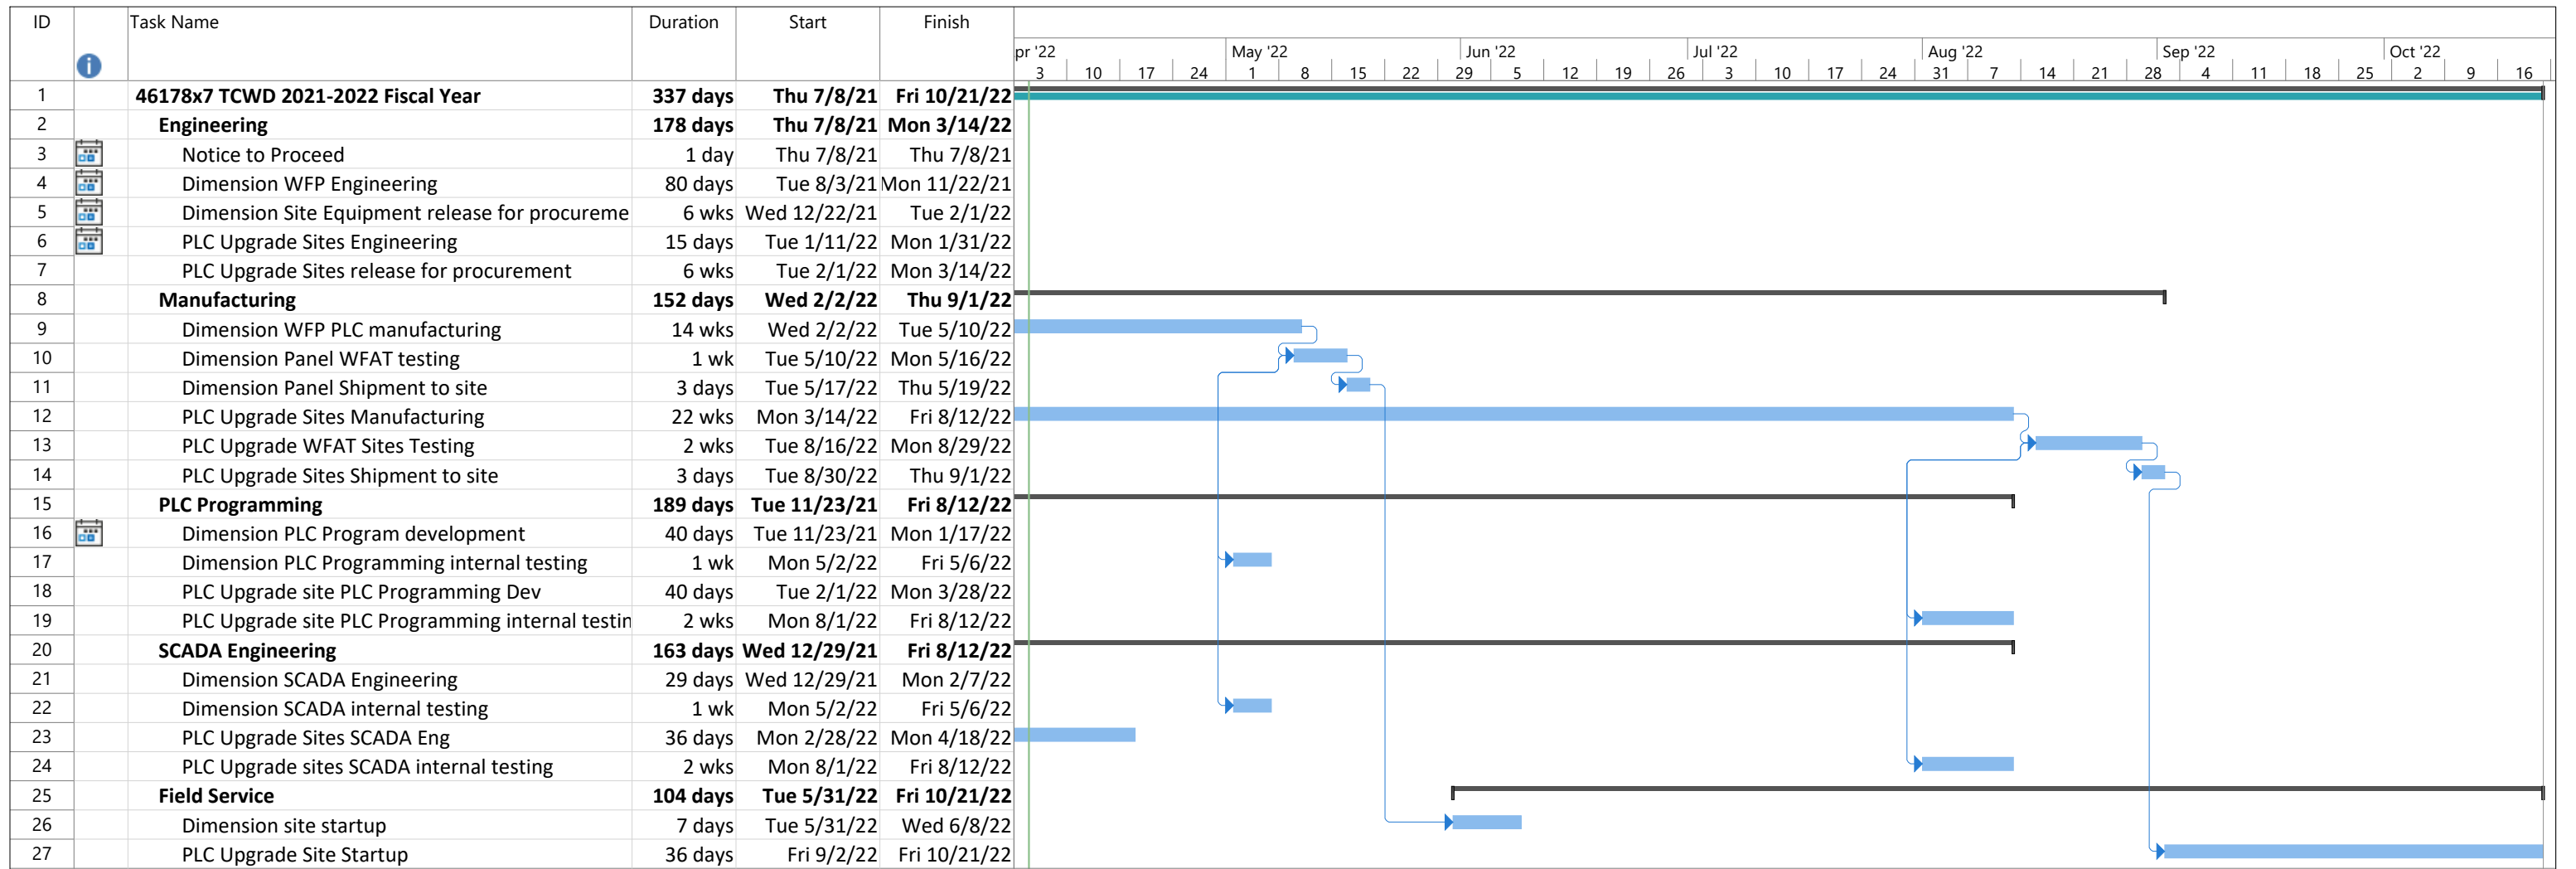 ID Task Name Duration Start Finish
pr '22 May '22 Jun '22 Jul '22 Aug '22 Sep '22 Oct '22
3 10 17 24 1 8 15 22 29 5 12 19 26 3 10 17 24 31 7 14 21 28 4 11 18 25 2 9 16
1 46178x7 TCWD 2021-2022 Fiscal Year 337 days Thu 7/8/21 Fri 10/21/22
2 Engineering 178 days Thu 7/8/21 Mon 3/14/22
3 Notice to Proceed 1 day Thu 7/8/21 Thu 7/8/21
4 Dimension WFP Engineering 80 days Tue 8/3/21 Mon 11/22/21
5 Dimension Site Equipment release for procureme 6 wks Wed 12/22/21 Tue 2/1/22
6 PLC Upgrade Sites Engineering 15 days Tue 1/11/22 Mon 1/31/22
7 PLC Upgrade Sites release for procurement 6 wks Tue 2/1/22 Mon 3/14/22
8 Manufacturing 152 days Wed 2/2/22 Thu 9/1/22
9 Dimension WFP PLC manufacturing 14 wks Wed 2/2/22 Tue 5/10/22
10 Dimension Panel WFAT testing 1 wk Tue 5/10/22 Mon 5/16/22
11 Dimension Panel Shipment to site 3 days Tue 5/17/22 Thu 5/19/22
12 PLC Upgrade Sites Manufacturing 22 wks Mon 3/14/22 Fri 8/12/22
13 PLC Upgrade WFAT Sites Testing 2 wks Tue 8/16/22 Mon 8/29/22
14 PLC Upgrade Sites Shipment to site 3 days Tue 8/30/22 Thu 9/1/22
15 PLC Programming 189 days Tue 11/23/21 Fri 8/12/22
16 Dimension PLC Program development 40 days Tue 11/23/21 Mon 1/17/22
17 Dimension PLC Programming internal testing 1 wk Mon 5/2/22 Fri 5/6/22
18 PLC Upgrade site PLC Programming Dev 40 days Tue 2/1/22 Mon 3/28/22
19 PLC Upgrade site PLC Programming internal testin 2 wks Mon 8/1/22 Fri 8/12/22
20 SCADA Engineering 163 days Wed 12/29/21 Fri 8/12/22
21 Dimension SCADA Engineering 29 days Wed 12/29/21 Mon 2/7/22
22 Dimension SCADA internal testing 1 wk Mon 5/2/22 Fri 5/6/22
23 PLC Upgrade Sites SCADA Eng 36 days Mon 2/28/22 Mon 4/18/22
24 PLC Upgrade sites SCADA internal testing 2 wks Mon 8/1/22 Fri 8/12/22
25 Field Service 104 days Tue 5/31/22 Fri 10/21/22
26 Dimension site startup 7 days Tue 5/31/22 Wed 6/8/22
27 PLC Upgrade Site Startup 36 days Fri 9/2/22 Fri 10/21/22